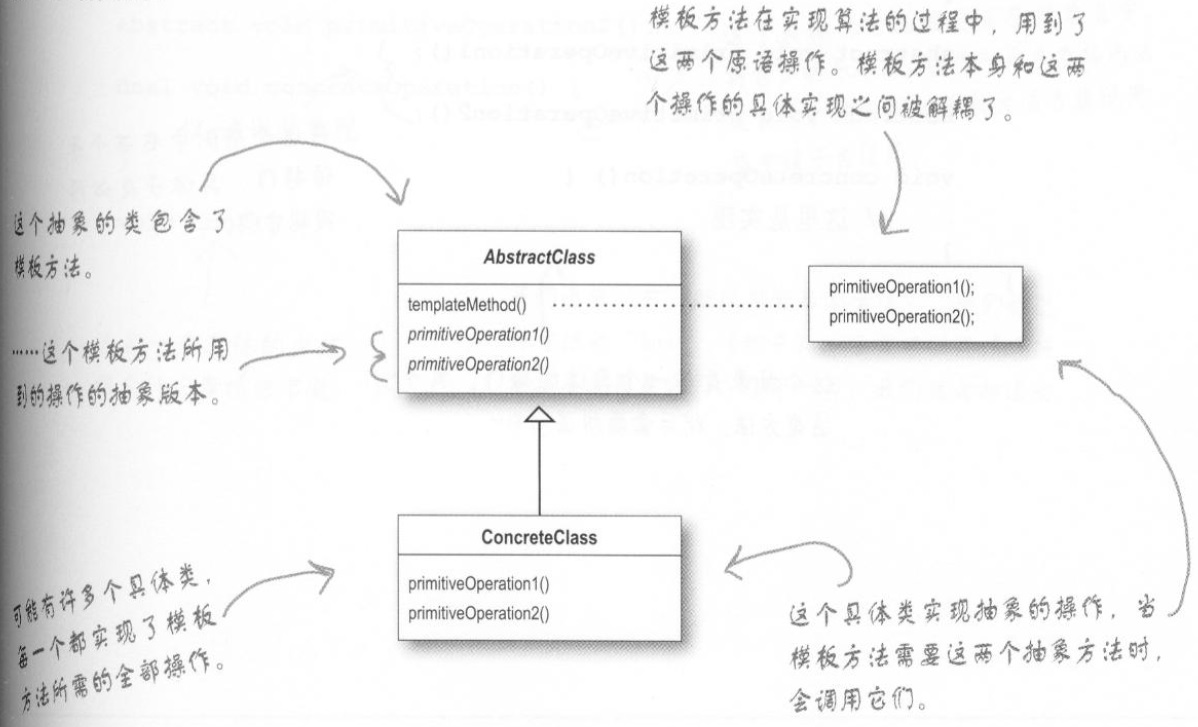 模板方法在实现算法的过程中，用到了
这两个原语操作。模板方法本身和这两
个操作的具体实现之间被解耦了。
这个抽象的类包含了
模板方法。
AbstractClass
templateMethod()
primitiveOperation1()
primitiveOperation2()
primitiveOperation1();
primitiveOperation2();
……这个模板方法所用
到的操作的抽象版本。
ConcreteClass
primitiveOperation1()
primitiveOperation2()
可能有许多个具体类，
每一个都实现了模板
方法所需的全部操作。
这个具体类实现抽象的操作，当
模板方法需要这两个抽象方法时，
会调用它们。